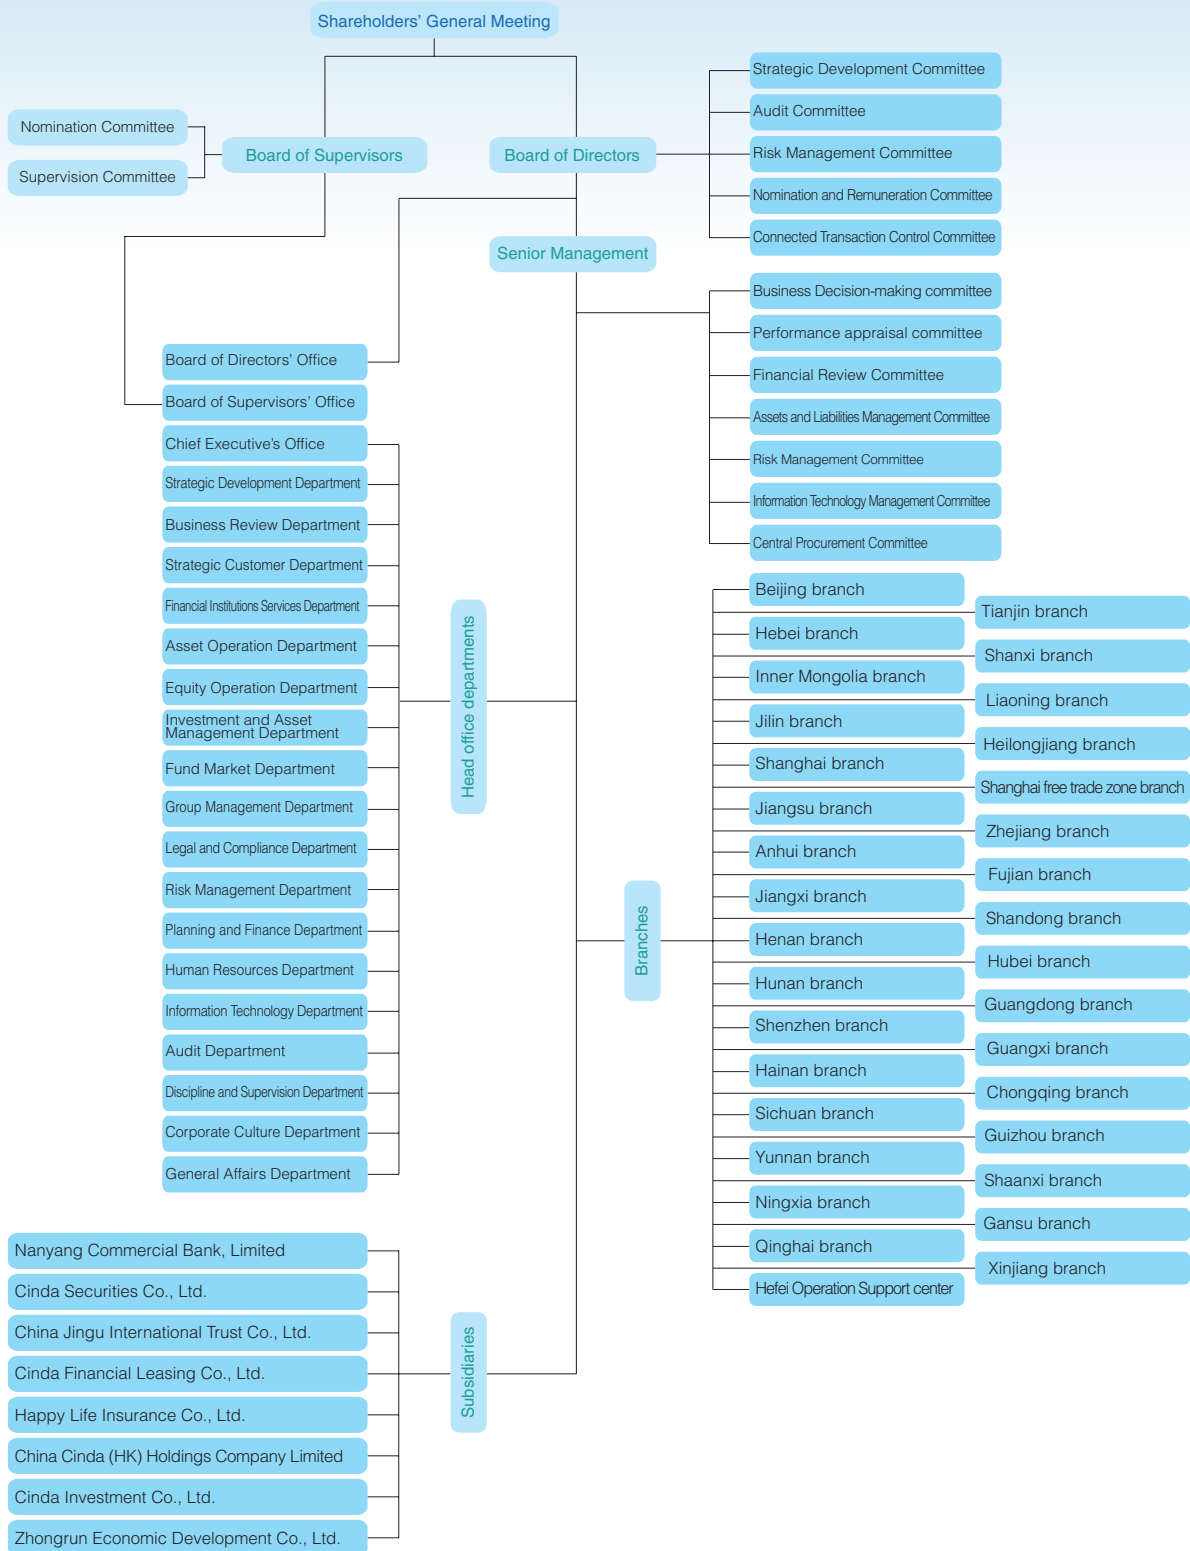 Shareholders' General Meeting
Strategic Development Committee
Audit Committee
Risk Management Committee
Nomination and Remuneration Committee
Connected Transaction Control Committee
Nomination Committee
Supervision Committee
Board of Supervisors
Board of Directors
Senior Management
Business Decision-making committee
Performance appraisal committee
Financial Review Committee
Assets and Liabilities Management Committee
Risk Management Committee
Information Technology Management Committee
Central Procurement Committee
Board of Directors' Office
Board of Supervisors' Office
Chief Executive's Office
Strategic Development Department
Business Review Department
Strategic Customer Department
Financial Institutions Services Department
Asset Operation Department
Equity Operation Department
Investment and Asset
Management Department
Fund Market Department
Group Management Department
Legal and Compliance Department
Risk Management Department
Planning and Finance Department
Human Resources Department
Information Technology Department
Audit Department
Discipline and Supervision Department
Corporate Culture Department
General Affairs Department
Head office departments
Branches
Beijing branch
Tianjin branch
Hebei branch
Shanxi branch
Inner Mongolia branch
Liaoning branch
Jilin branch
Heilongjiang branch
Shanghai branch
Shanghai free trade zone branch
Jiangsu branch
Zhejiang branch
Anhui branch
Fujian branch
Jiangxi branch
Shandong branch
Henan branch
Hubei branch
Hunan branch
Guangdong branch
Shenzhen branch
Guangxi branch
Hainan branch
Chongqing branch
Sichuan branch
Guizhou branch
Yunnan branch
Shaanxi branch
Ningxia branch
Gansu branch
Qinghai branch
Xinjiang branch
Hefei Operation Support center
Nanyang Commercial Bank, Limited
Cinda Securities Co., Ltd.
China Jingu International Trust Co., Ltd.
Cinda Financial Leasing Co., Ltd.
Happy Life Insurance Co., Ltd.
China Cinda (HK) Holdings Company Limited
Cinda Investment Co., Ltd.
Zhongrun Economic Development Co., Ltd.
Subsidiaries